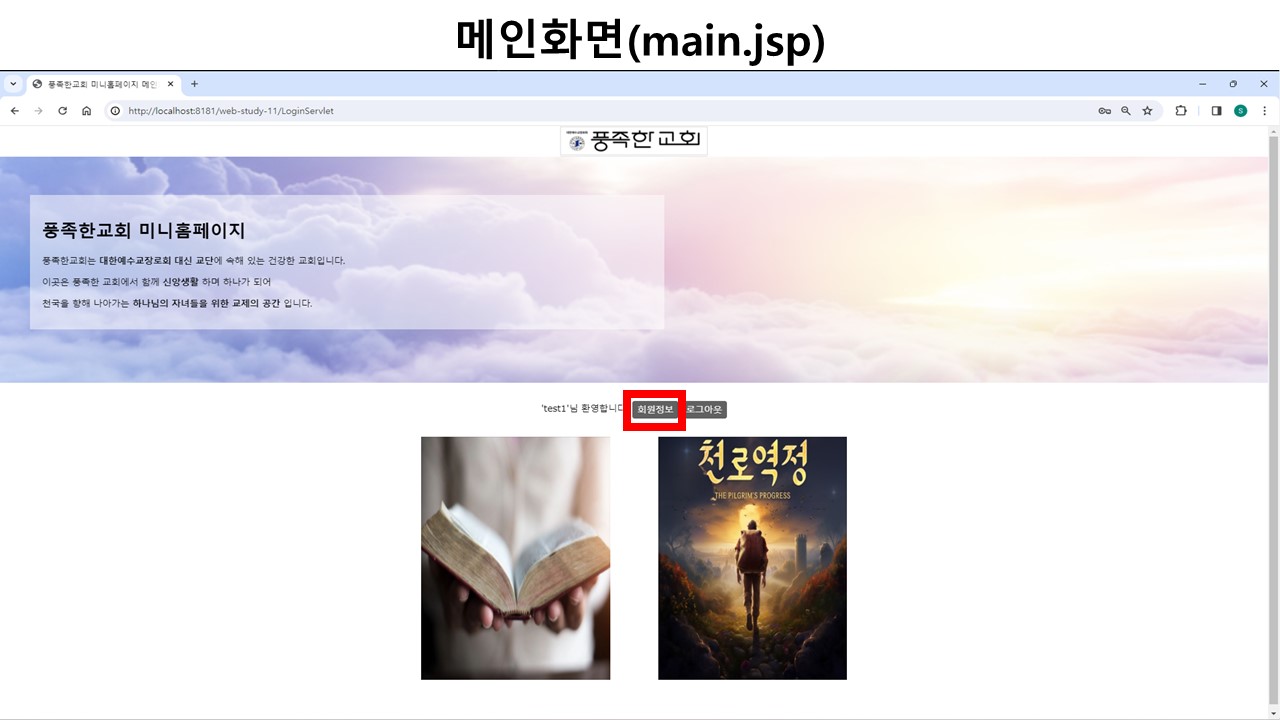 메인화면(main.jsp)
풍족한교회 미니홈페이지 메인
http://localhost:8181/web-study-11/LoginServlet
S
풍족한교회
풍족한교회 미니홈페이지
풍족한교회는 대한예수교장로회 대신 교단에 속해 있는 건강한 교회입니다.
이곳은 풍족한 교회에서 함께 신앙생활 하며 하나가 되어
천국을 향해 나아가는 하나님의 자녀들을 위한 교제의 공간 입니다.
'test1'님 환영합니다 회원정보 로그아웃
천로역정
THE PILGRIM'S PROGRESS